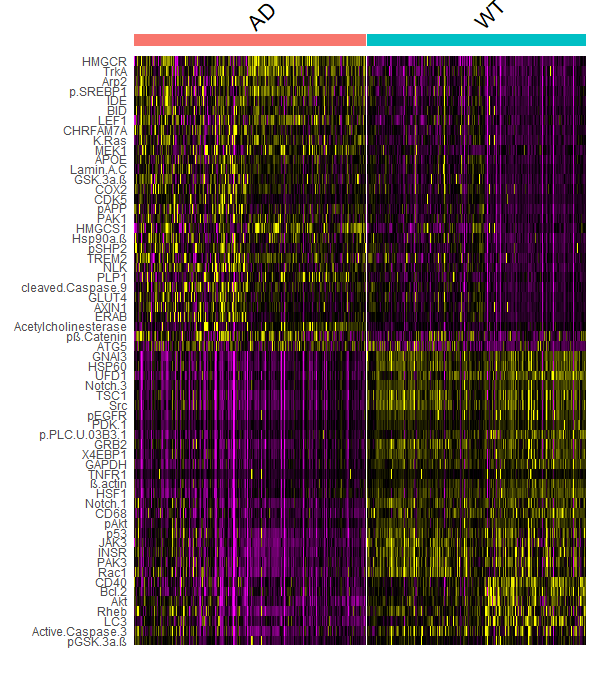 AD
WT
HMGCR
TrkA
Arp2
p.SREBP1
IDE
BID
LEF1
CHRFAM7A
K.Ras
MEK1
APOE
Lamin.A.C
GSK.3a.ß
COX2
CDK5
pAPP
PAK1
HMGCS1
Hsp90a.ß
pSHP2
TREM2
NLK
PLP1
cleaved.Caspase.9
GLUT4
AXIN1
ERAB
Acetylcholinesterase
pß.Catenin
ATG5
GNAI3
HSP60
UFD1
Notch.3
TSC1
Src
pEGFR
PDK.1
p.PLC.U.03B3.1
GRB2
X4EBP1
GAPDH
TNFR1
ß.actin
HSF1
Notch.1
CD68
pAkt
p53
JAK3
INSR
PAK3
Rac1
CD40
Bcl.2
Akt
Rheb
LC3
Active.Caspase.3
pGSK.3a.ß